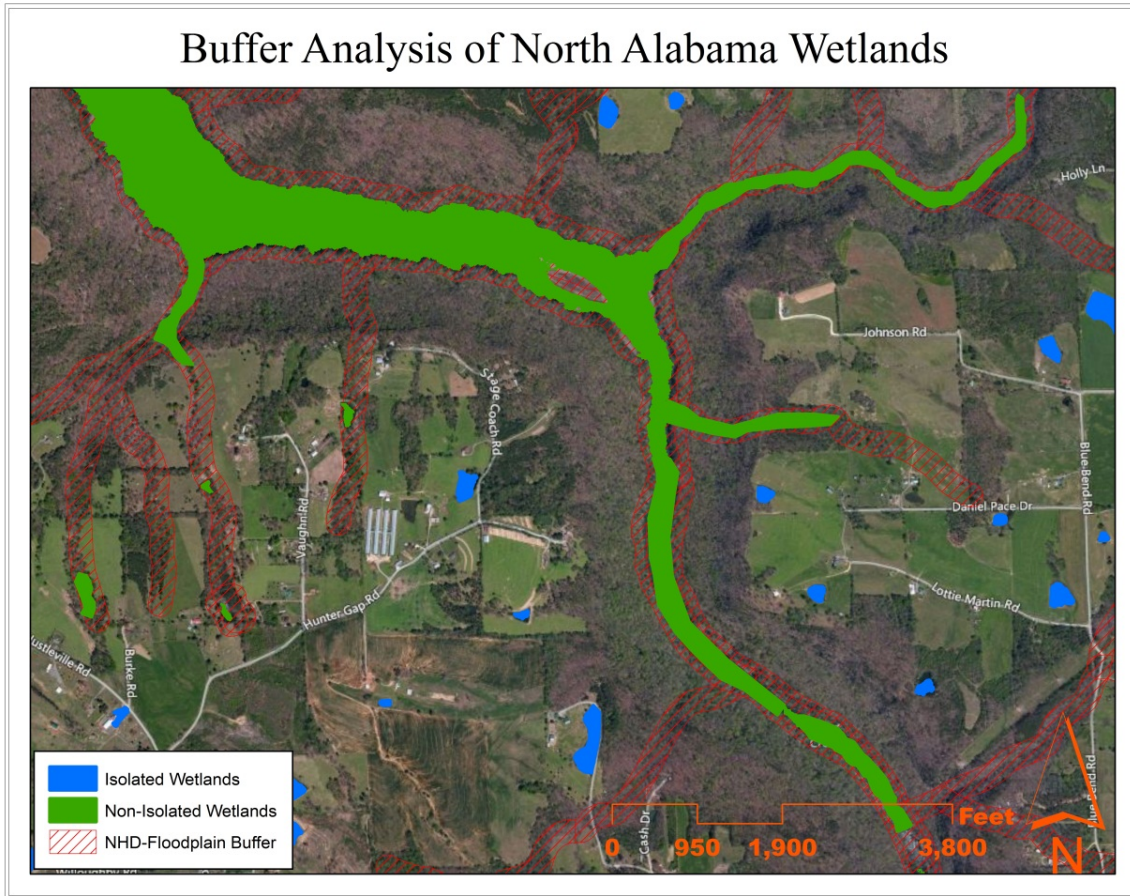 Buffer Analysis of North Alabama Wetlands
Holly Ln
Johnson Rd
Stage Coach Rd
Blue Bend Rd
Vaughn Rd
Daniel Pace Dr
Hunter Gap Rd
Lottie Martin Rd
Burke Rd
Cash Dr
Isolated Wetlands
Non-Isolated Wetlands
NHD-Floodplain Buffer
Feet
0 950 1,900 3,800
N